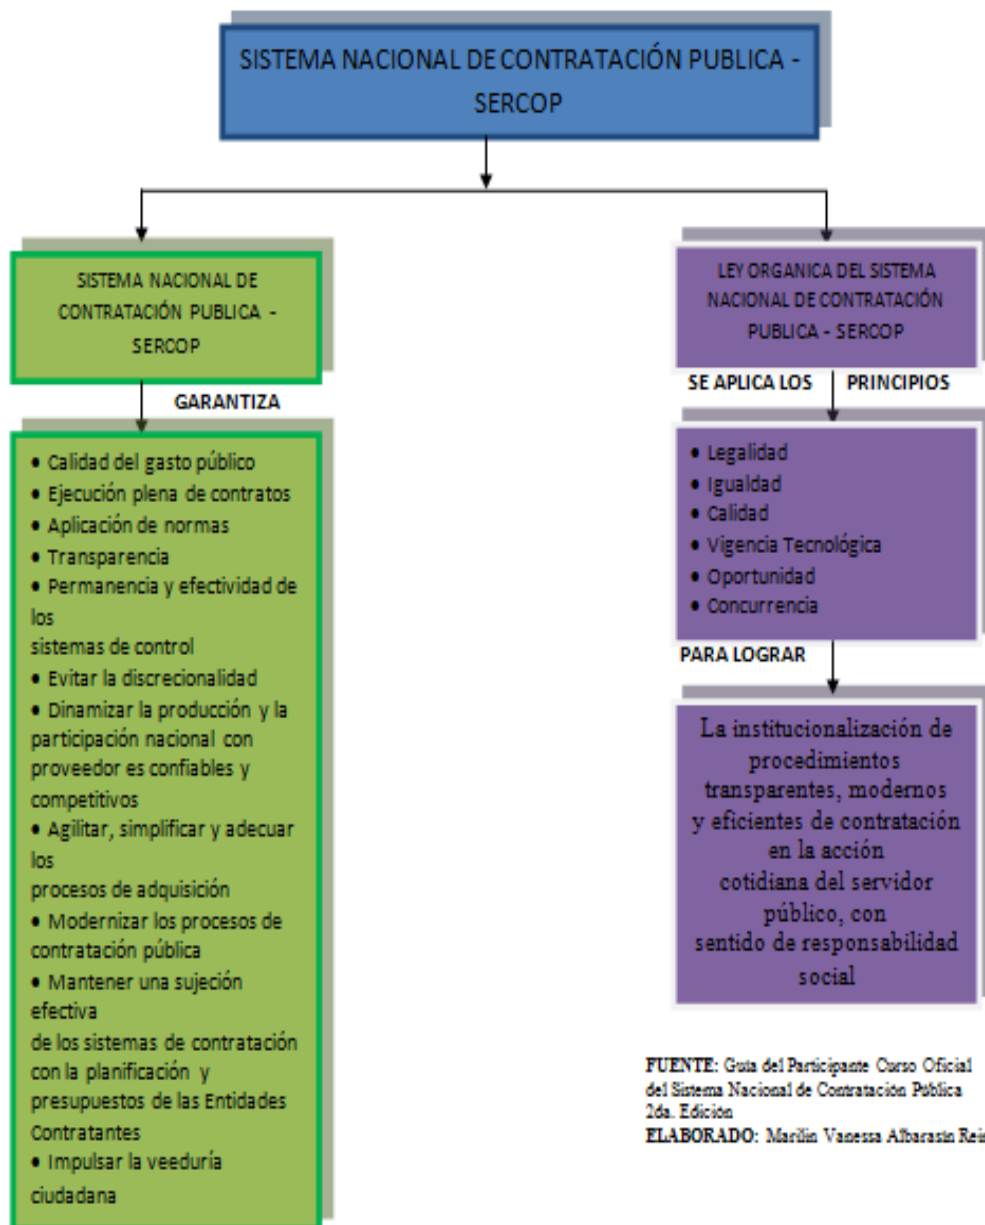 SISTEMA NACIONAL DE CONTRATACIÓN PUBLICA -
SERCOP
SISTEMA NACIONAL DE
CONTRATACIÓN PUBLICA -
SERCOP
GARANTIZA
• Calidad del gasto público
• Ejecución plena de contratos
• Aplicación de normas
• Transparencia
• Permanencia y efectividad de
los
sistemas de control
• Evitar la discrecionalidad
• Dinamizar la producción y la
participación nacional con
proveedor es confiables y
competitivos
• Agilitar, simplificar y adecuar
los
procesos de adquisición
• Modernizar los procesos de
contratación pública
• Mantener una sujeción
efectiva
de los sistemas de contratación
con la planificación y
presupuestos de las Entidades
Contratantes
• Impulsar la veeduría
ciudadana
LEY ORGANICA DEL SISTEMA
NACIONAL DE CONTRATACIÓN
PUBLICA - SERCOP
SE APLICA LOS PRINCIPIOS
• Legalidad
• Igualdad
• Calidad
• Vigencia Tecnológica
• Oportunidad
• Concurrencia
PARA LOGRAR
La institucionalización de
procedimientos
transparentes, modernos
y eficientes de contratación
en la acción
cotidiana del servidor
público, con
sentido de responsabilidad
social
FUENTE: Guia del Participante Curso Oficial
del Sistema Nacional de Contratación Pública
2da. Edición
ELABORADO: Marilin Vanessa Albarasin